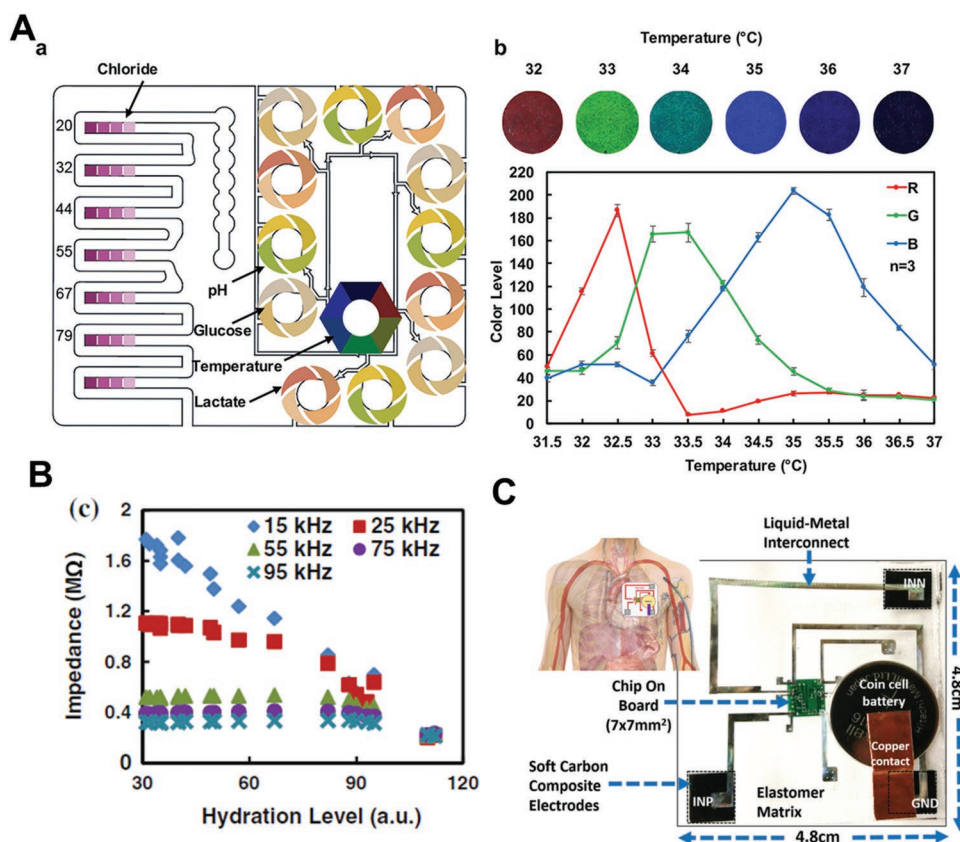 A
a
Chloride
20
32
44
55
67
79
pH
Glucose
Temperature
Lactate
b
Temperature (°C)
32 33 34 35 36 37
Color Level
220
200
180
160
140
120
100
80
60
40
20
0
R
G
B
n=3
31.5 32 32.5 33 33.5 34 34.5 35 35.5 36 36.5 37
Temperature (°C)
B
(c)
Impedance (MΩ)
2
1.6
1.2
0.8
0.4
0
15 kHz 25 kHz
55 kHz 75 kHz
95 kHz
30 60 90 120
Hydration Level (a.u.)
C
Liquid-Metal
Interconnect
INN
Chip On
Board
(7x7mm²)
Coin cell
battery
Copper
contact
Soft Carbon
Composite
Electrodes
INP
Elastomer
Matrix
GND
4.8cm
4.8cm